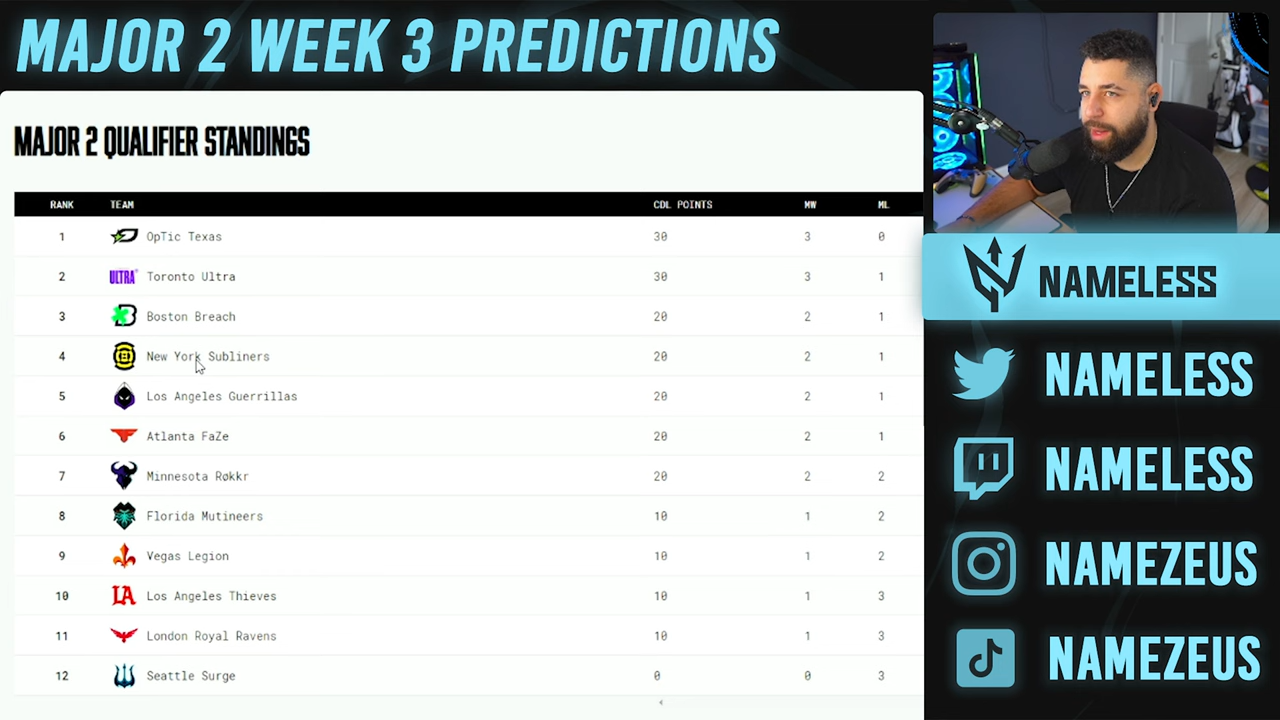 MAJOR 2 WEEK 3 PREDICTIONS
MAJOR 2 QUALIFIER STANDINGS
RANK TEAM CDL POINTS MW ML
1 OpTic Texas 30 3 0
2 ULTRA Toronto Ultra 30 3 1
3 B Boston Breach 20 2 1
4 New York Subliners 20 2 1
5 Los Angeles Guerrillas 20 2 1
6 Atlanta FaZe 20 2 1
7 Minnesota Røkkr 20 2 2
8 Florida Mutineers 10 1 2
9 Vegas Legion 10 1 2
10 LA Los Angeles Thieves 10 1 3
11 London Royal Ravens 10 1 3
12 Seattle Surge 0 0 3
NAMELESS
NAMELESS
NAMELESS
NAMEZEUS
NAMEZEUS